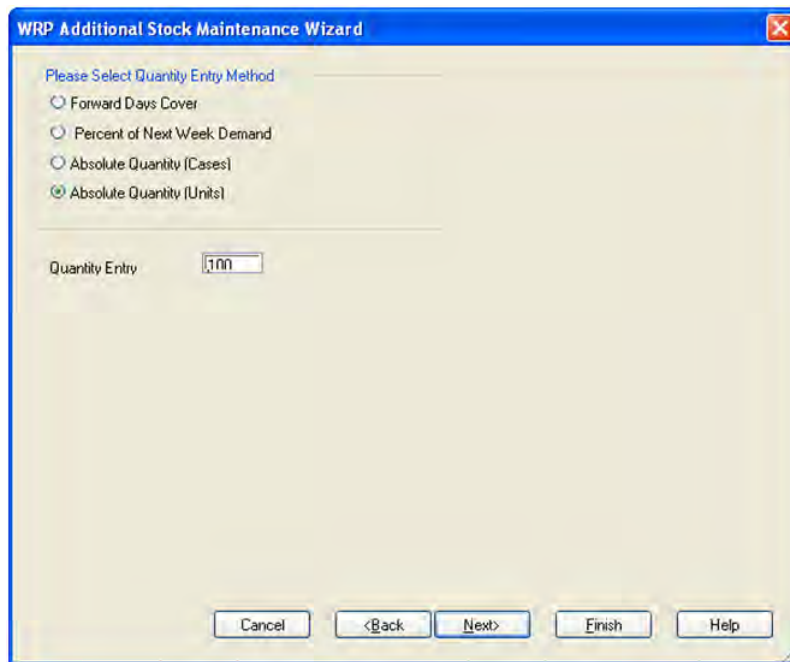 WRP Additional Stock Maintenance Wizard
Please Select Quantity Entry Method
Forward Days Cover
Percent of Next Week Demand
Absolute Quantity (Cases)
Absolute Quantity (Units)
Quantity Entry 100
Cancel <Back Next> Finish Help